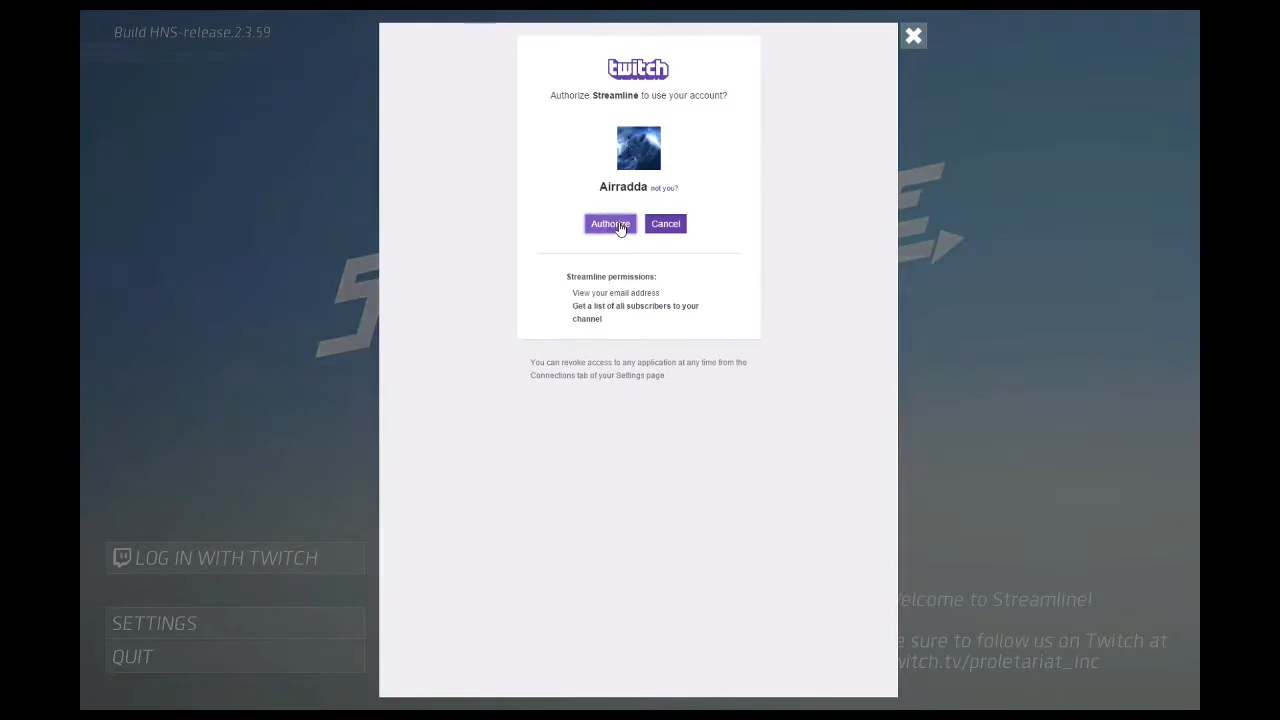 Build HNS-release.2.3.59
twitch
Authorize Streamline to use your account?
Airradda not you?
Authorize Cancel
Streamline permissions:
View your email address
Get a list of all subscribers to your
channel
You can revoke access to any application at any time from the
Connections tab of your Settings page
LOG IN WITH TWITCH
SETTINGS
QUIT
elcome to Streamline!
e sure to follow us on Twitch at
witch.tv/proletariat_inc